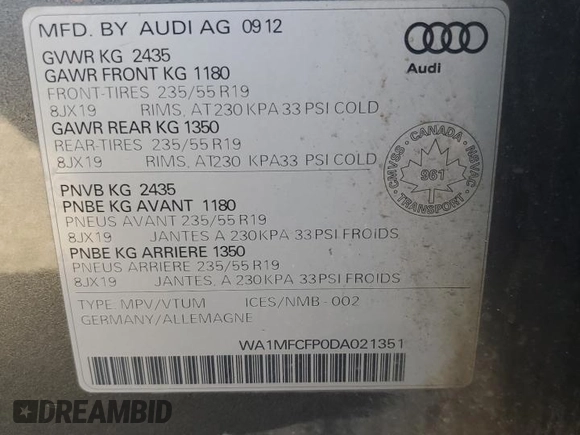 MFD. BY AUDI AG 09 12
GVWR KG 2435
GAWR FRONT KG 1180
FRONT-TIRES 235/55 R19
8JX19 RIMS, AT 230 KPA 33 PSI COLD
GAWR REAR KG 1350
REAR-TIRES 235/55 R19
8JX19 RIMS, AT230 KPA33 PSI COLD
Audi
CANADA
CMVSS NSVAC
961
TRANSPORT
PNVB KG 2435
PNBE KG AVANT 1180
PNEUS AVANT 235/55 R19
8JX19 JANTES A 230KPA 33PSI FROIDS
PNBE KG ARRIERE 1350
PNEUS ARRIERE 235/55 R19
8JX19 JANTES, A 230KPA 33PSI FROIDS
TYPE: MPV/VTUM ICES/NMB-002
GERMANY/ALLEMAGNE
WA1MFCFP0DA021351
DREAMBID